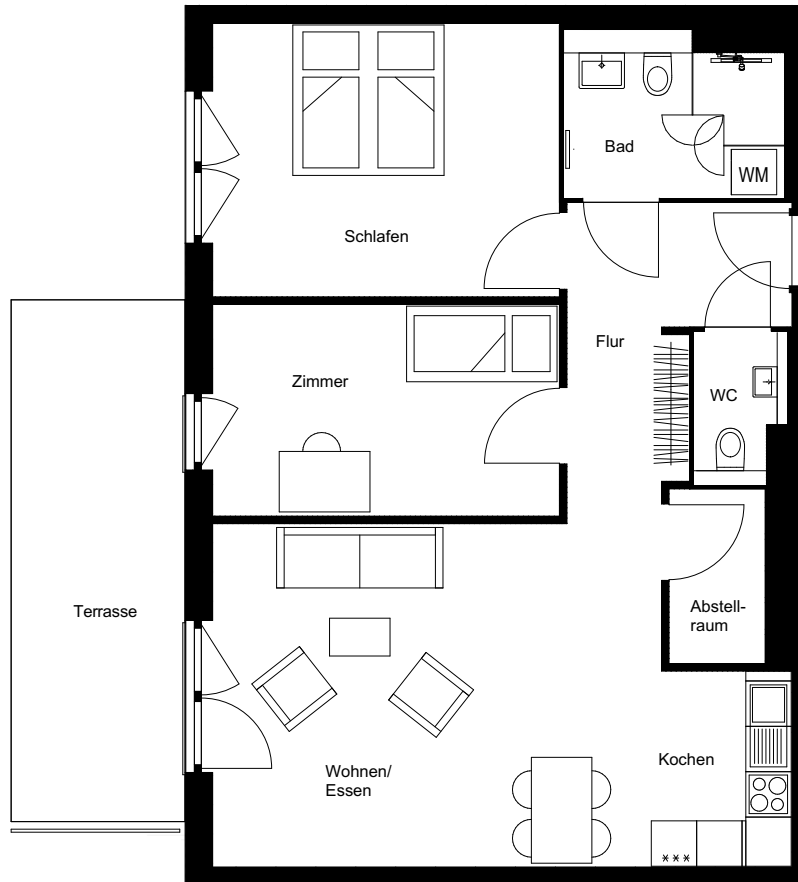 Bad
WM
Schlafen
Flur
Zimmer
WC
Terrasse
Abstell-
raum
Wohnen/
Essen
Kochen